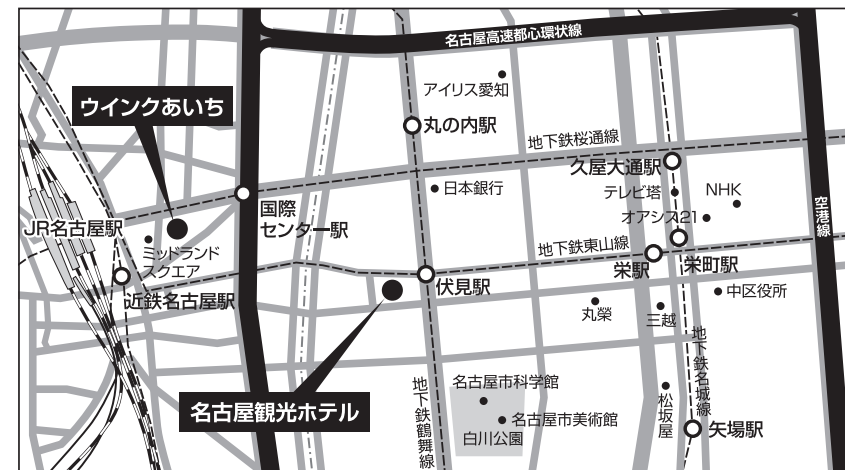 名古屋高速都心環状線
アイリス愛知
ウインクあいち
丸の内駅
地下鉄桜通線
久屋大通駅
日本銀行
テレビ塔
NHK
オアシス21
空港線
国際
センター駅
JR名古屋駅
ミッドランド
スクエア
地下鉄東山線
栄駅
栄町駅
近鉄名古屋駅
伏見駅
中区役所
丸榮
三越
地下鉄名城線
名古屋観光ホテル
地下鉄鶴舞線
名古屋市科学館
名古屋市美術館
白川公園
松坂屋
矢場駅